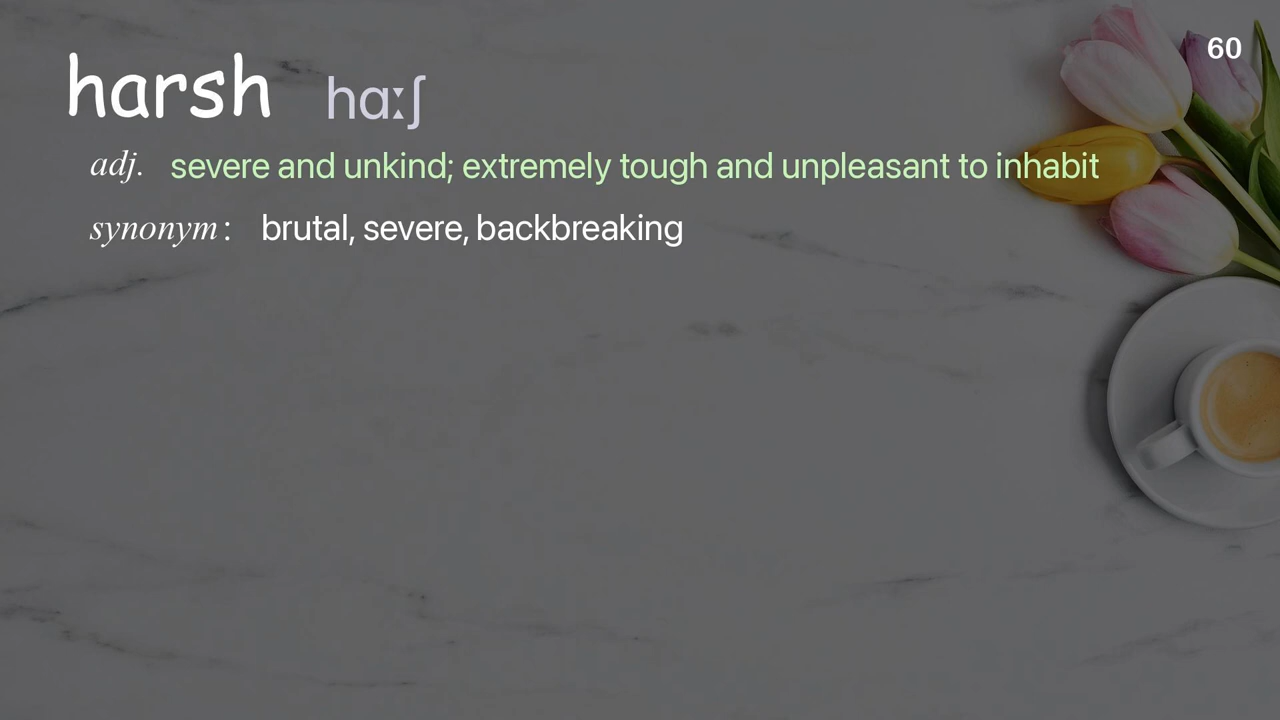 60
harsh hɑːʃ
adj. severe and unkind; extremely tough and unpleasant to inhabit
synonym: brutal, severe, backbreaking